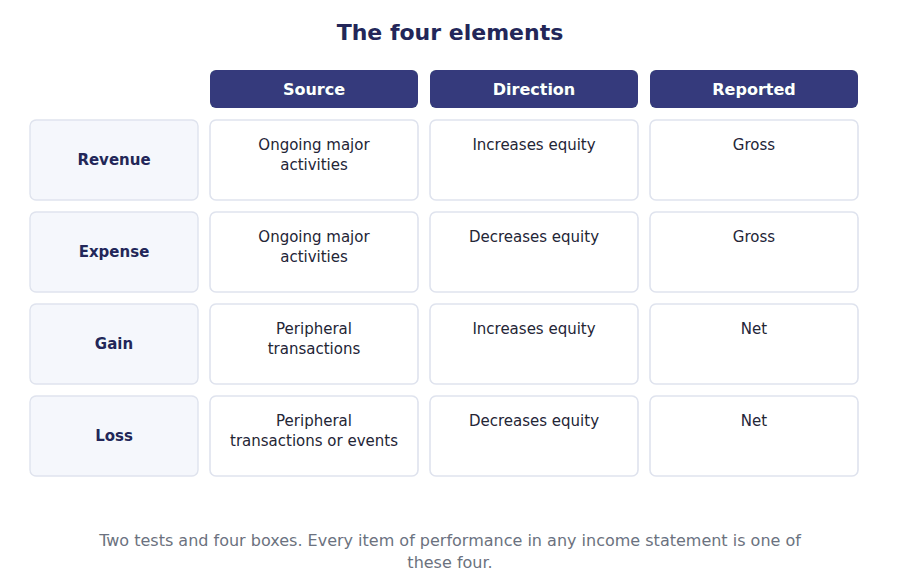 The four elements
Source Direction Reported
Revenue
Ongoing major
activities
Increases equity
Gross
Expense
Ongoing major
activities
Decreases equity
Gross
Gain
Peripheral
transactions
Increases equity
Net
Loss
Peripheral
transactions or events
Decreases equity
Net
Two tests and four boxes. Every item of performance in any income statement is one of
these four.